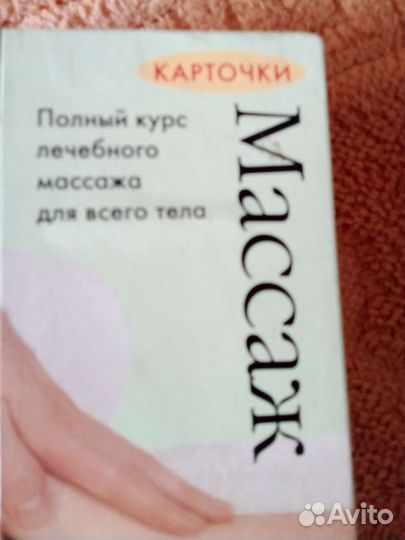 КАРТОЧКИ
Полный курс
лечебного
массажа
для всего тела
Массаж
Avito